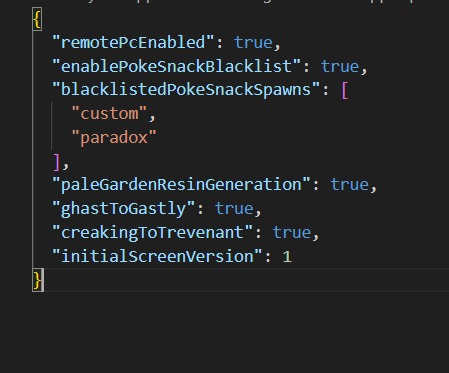 {
"remotePcEnabled": true,
"enablePokeSnackBlacklist": true,
"blacklistedPokeSnackSpawns": [
"custom",
"paradox"
],
"paleGardenResinGeneration": true,
"ghastToGastly": true,
"creakingToTrevenant": true,
"initialScreenVersion": 1
}